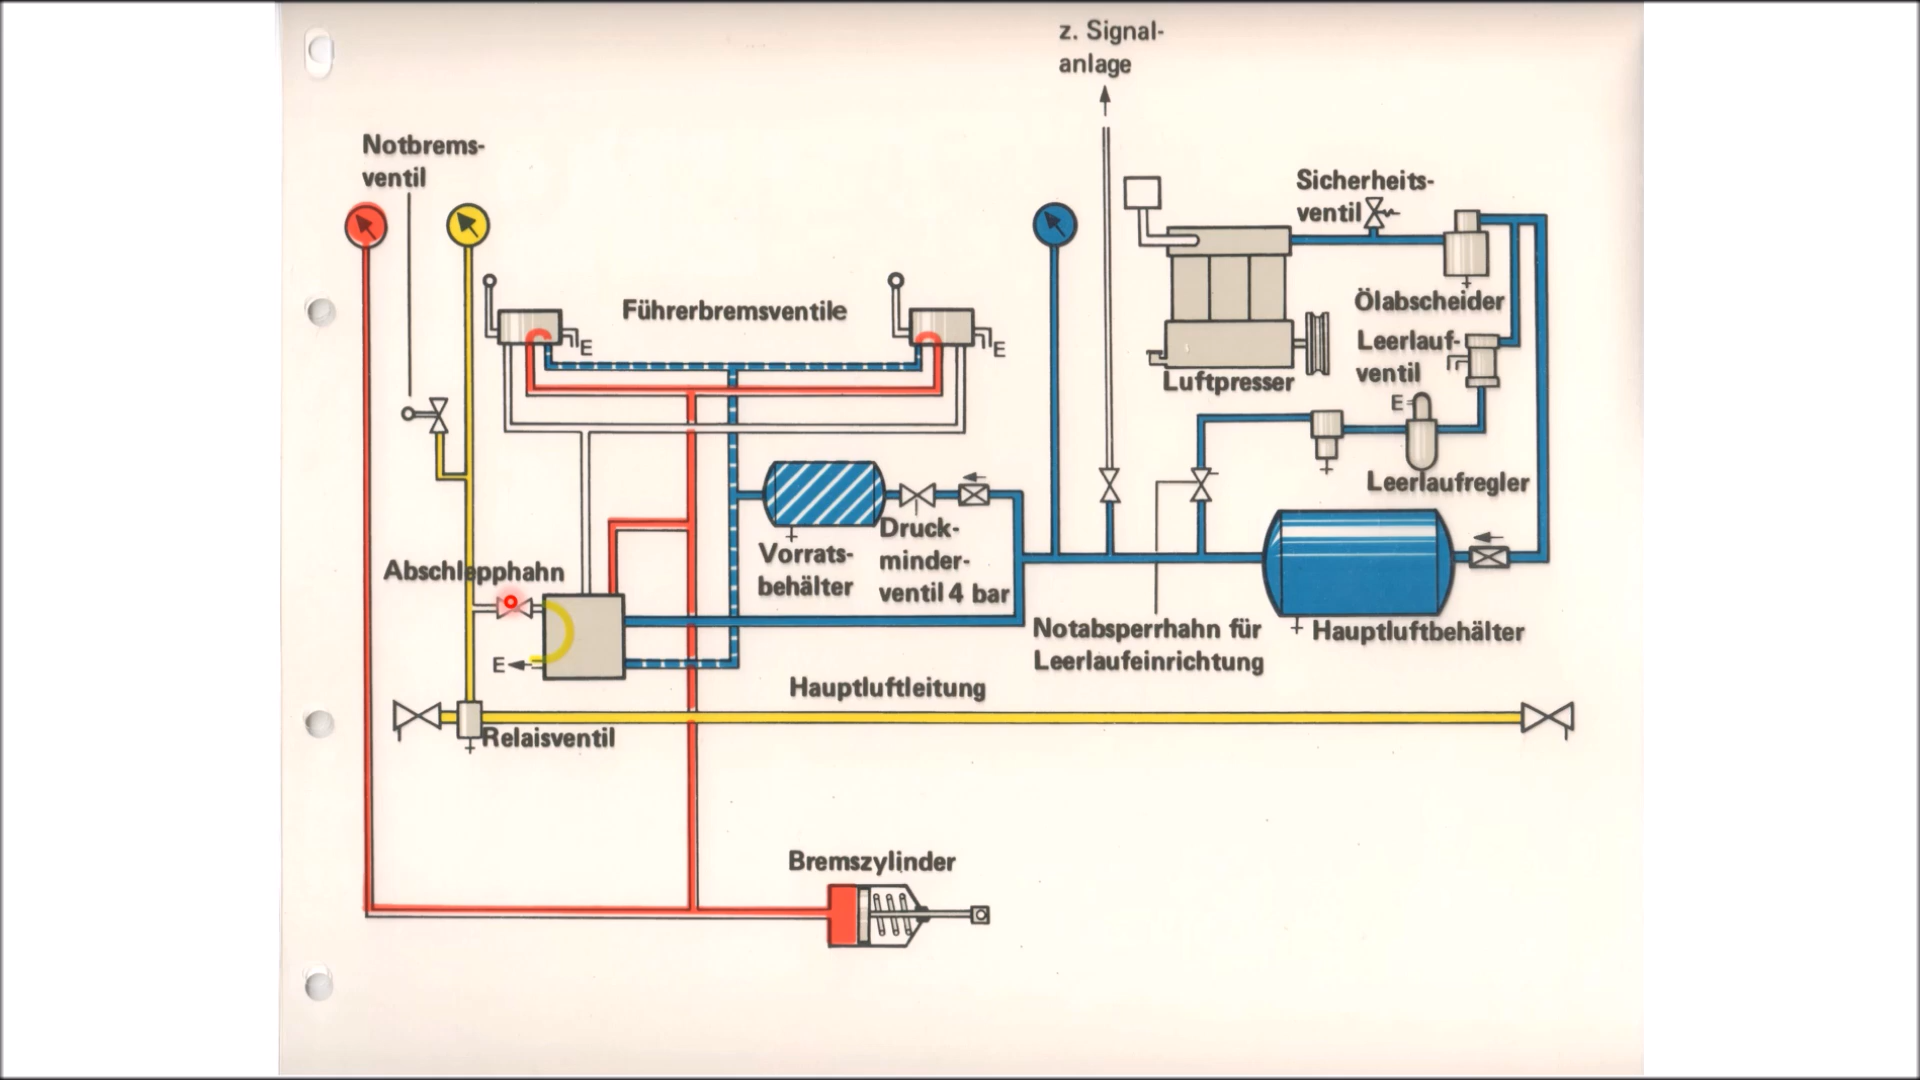 z. Signal-
anlage
Notbrems-
ventil
Sicherheits-
ventil
Führerbremsventile
Ölabscheider
E
E
Leerlauf-
ventil
Luftpresser
E
Leerlaufregler
Druck-
minder-
ventil 4 bar
Vorrats-
behälter
Abschlepphahn
Notabsperrhahn für
Leerlaufeinrichtung
Hauptluftbehälter
E
Hauptluftleitung
Relaisventil
Bremszylinder